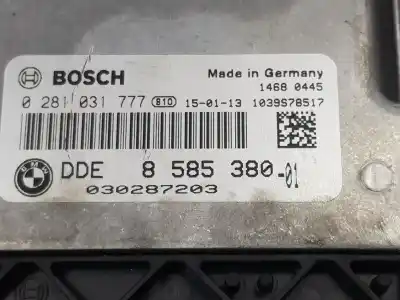 BOSCH
Made in Germany
1468 0445
0 281 031 777 810 15-01-13 1039S78517
BMW
DDE 8 585 380-01
030287203